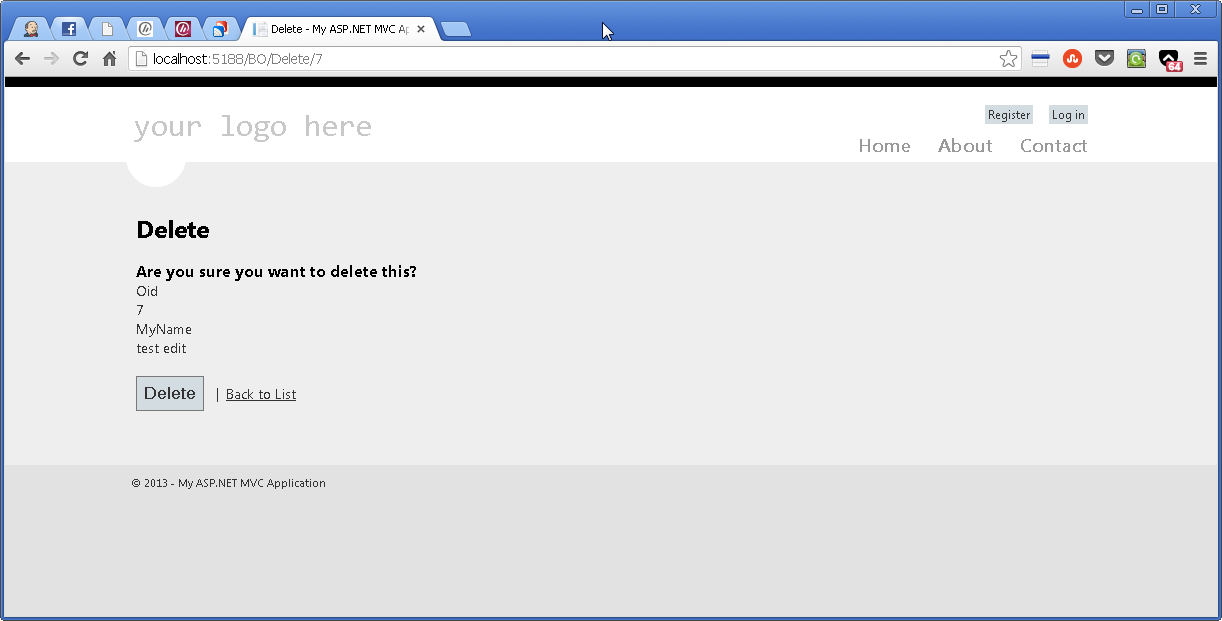 Delete - My ASP.NET MVC Ap
localhost:5188/BO/Delete/7
64
your logo here
Register Log in
Home About Contact
Delete
Are you sure you want to delete this?
Oid
7
MyName
test edit
Delete | Back to List
© 2013 - My ASP.NET MVC Application